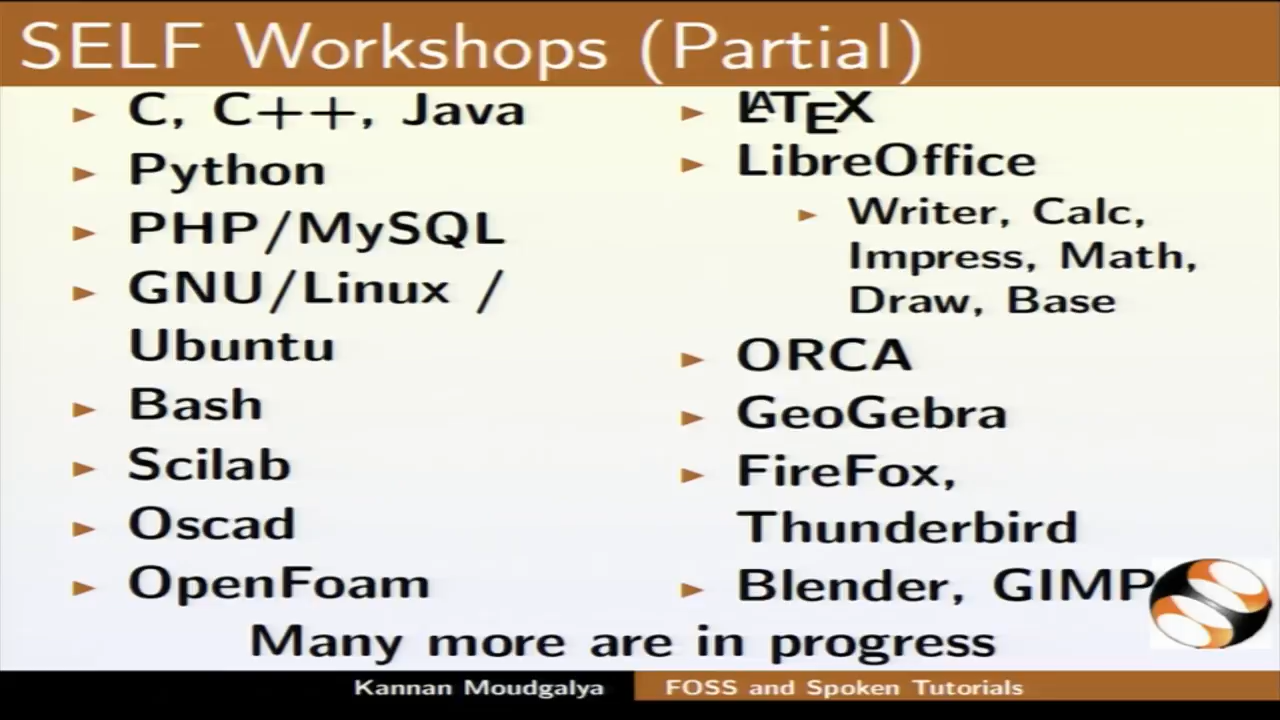 SELF Workshops (Partial)
► C, C++, Java
► Python
► PHP/MySQL
► GNU/Linux /
Ubuntu
► Bash
► Scilab
► Oscad
► OpenFoam
► LATEX
► LibreOffice
► Writer, Calc,
Impress, Math,
Draw, Base
► ORCA
► GeoGebra
► FireFox,
Thunderbird
► Blender, GIMP
Many more are in progress
Kannan Moudgalya
FOSS and Spoken Tutorials